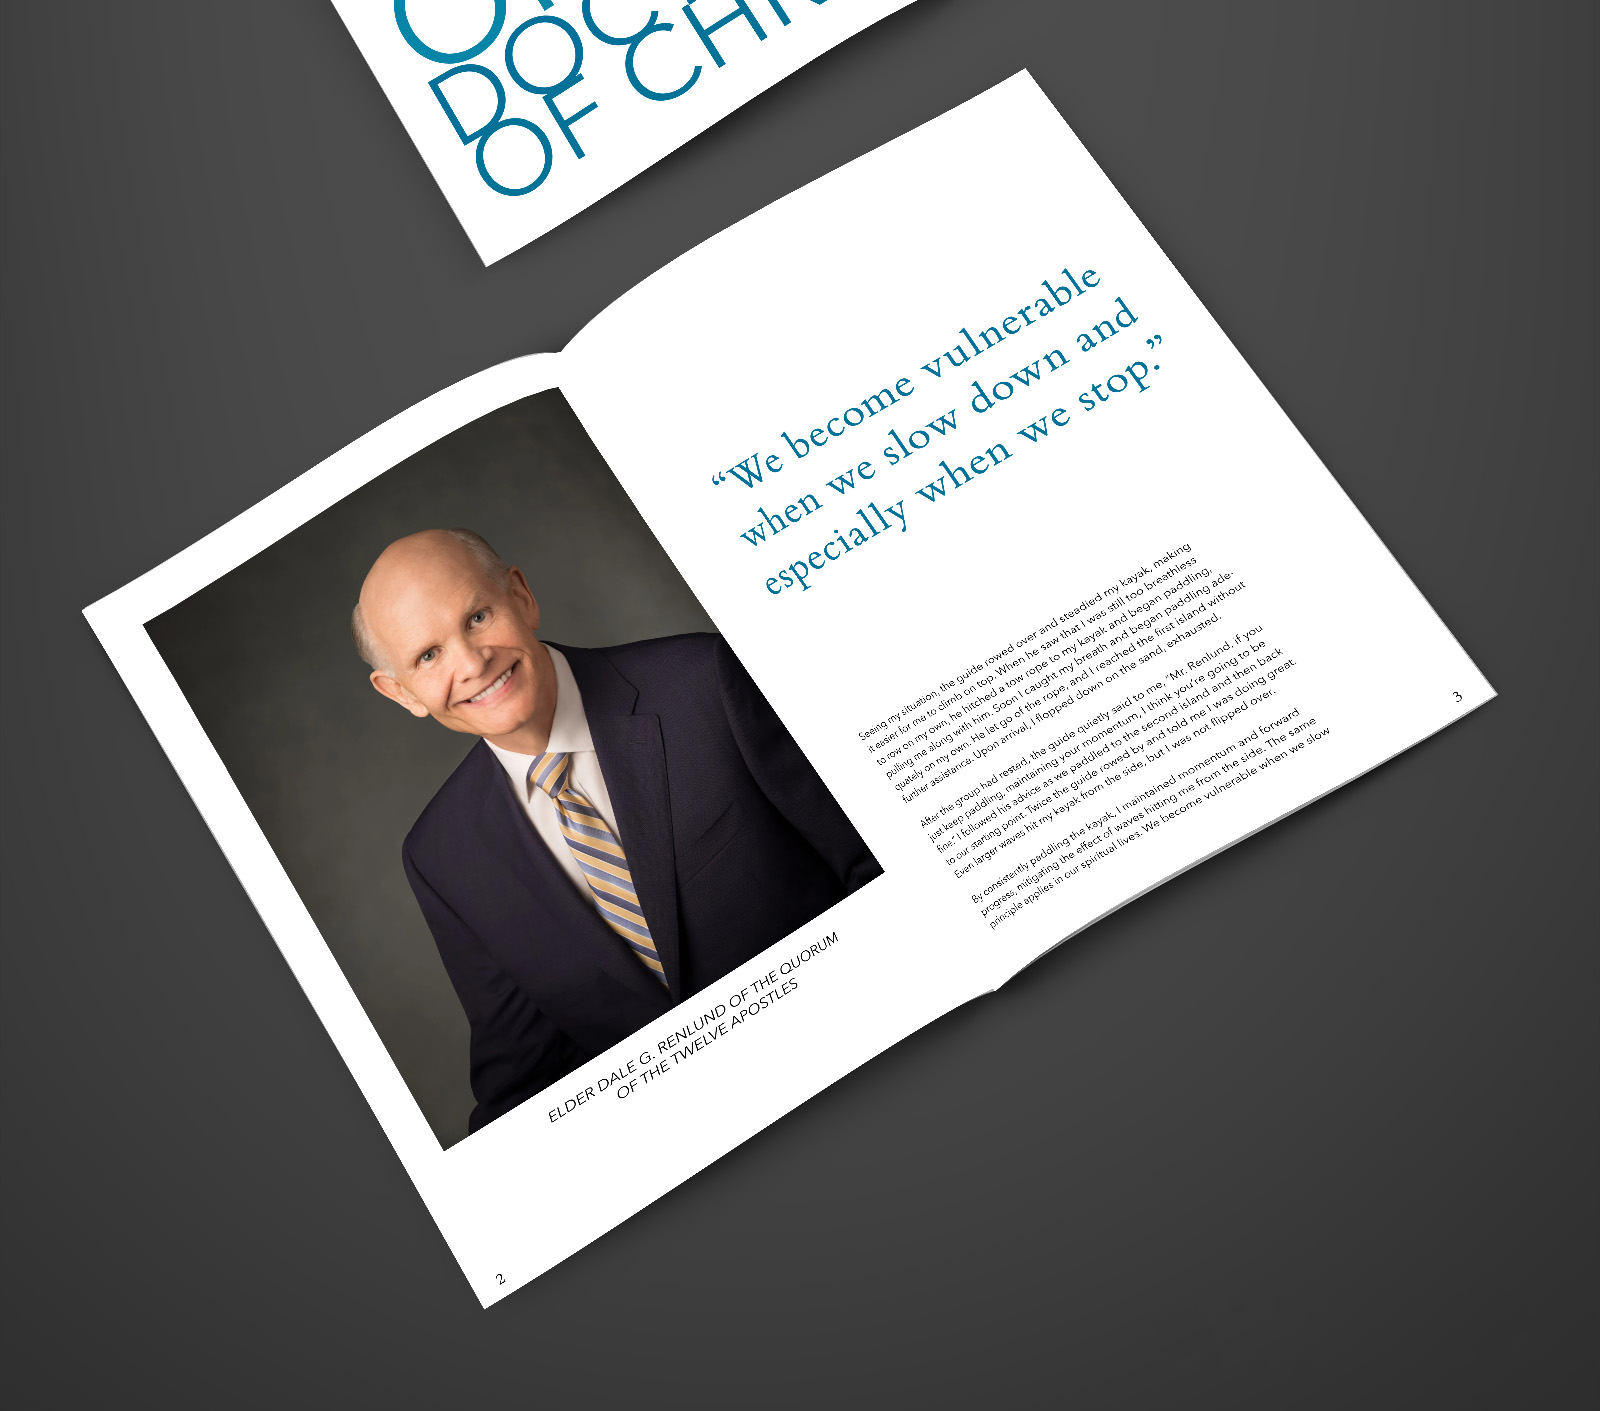 DOC
OF CHR
“We become vulnerable
when we slow down and
especially when we stop.”
Seeing my situation, the guide rowed over and steadied my kayak, making
it easier for me to climb on top. When he saw that I was still too breathless
to row on my own, he hitched a tow rope to my kayak and began paddling,
pulling me along with him. Soon I caught my breath and began paddling ade-
quately on my own. He let go of the rope, and I reached the first island without
further assistance. Upon arrival, I flopped down on the sand, exhausted.
After the group had rested, the guide quietly said to me, “Mr. Renlund, if you
just keep paddling, maintaining your momentum, I think you’re going to be
fine.” I followed his advice as we paddled to the second island and then back
to our starting point. Twice the guide rowed by and told me I was doing great.
Even larger waves hit my kayak from the side, but I was not flipped over.
By consistently paddling the kayak, I maintained momentum and forward
progress, mitigating the effect of waves hitting me from the side. The same
principle applies in our spiritual lives. We become vulnerable when we slow
3
ELDER DALE G. RENLUND OF THE QUORUM
OF THE TWELVE APOSTLES
2